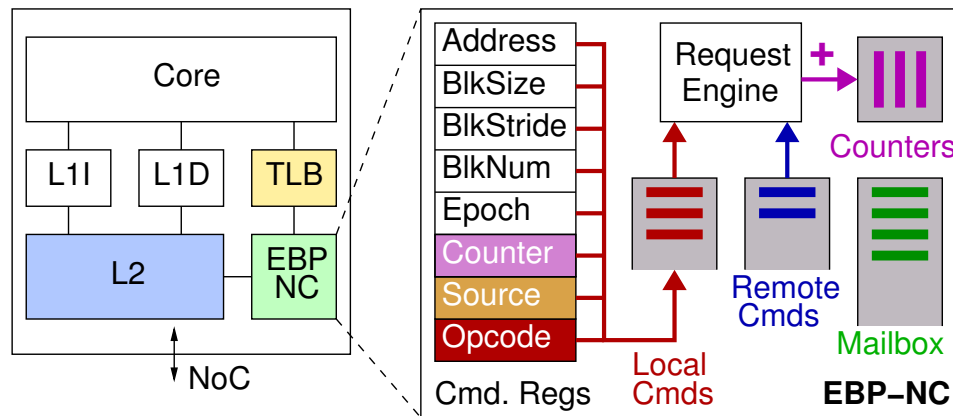 Core
L1I
L1D
TLB
L2
EBP
NC
NoC
Address
BlkSize
BlkStride
BlkNum
Epoch
Counter
Source
Opcode
Cmd. Regs
Request
Engine
+
Counters
Local
Cmds
Remote
Cmds
Mailbox
EBP–NC